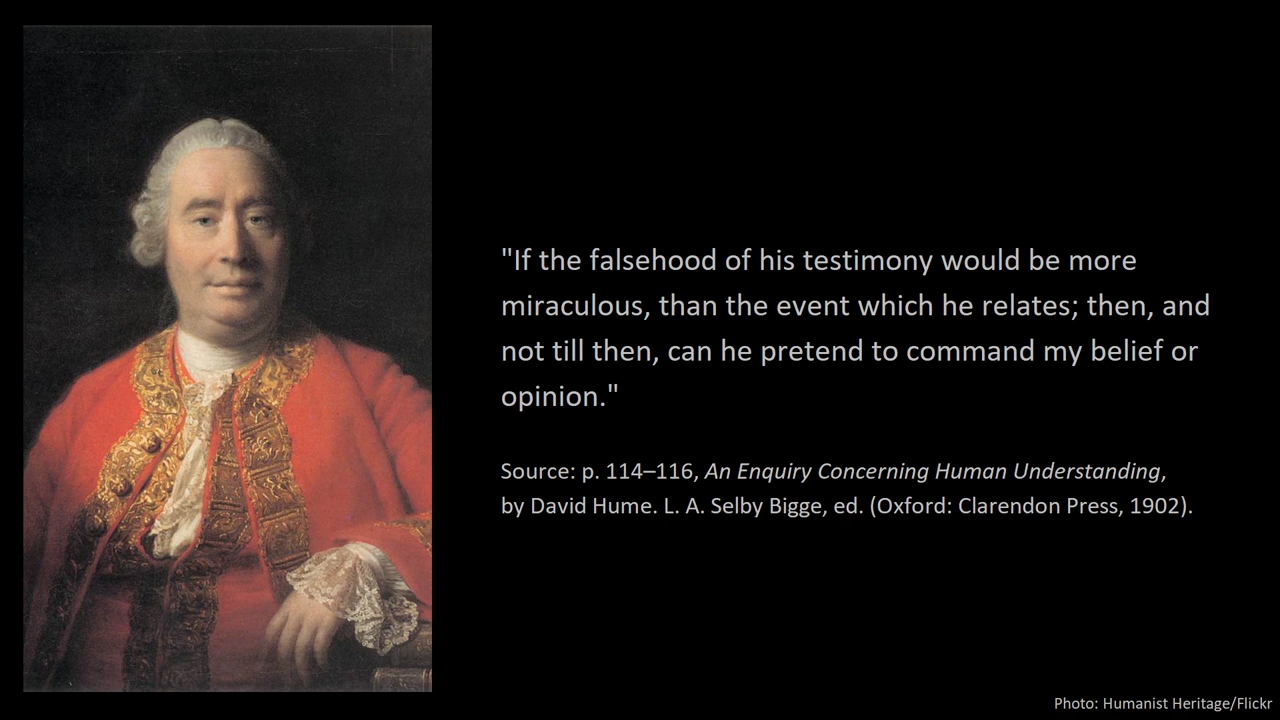 "If the falsehood of his testimony would be more
miraculous, than the event which he relates; then, and
not till then, can he pretend to command my belief or
opinion."
Source: p. 114–116, An Enquiry Concerning Human Understanding,
by David Hume. L. A. Selby Bigge, ed. (Oxford: Clarendon Press, 1902).
Photo: Humanist Heritage/Flickr